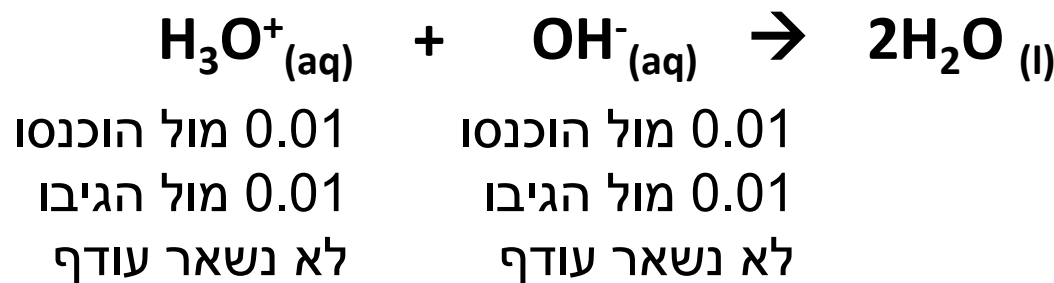 H₃O⁺(aq) + OH⁻(aq) → 2H₂O (l)
0.01 מול הוכנסו 0.01 מול הוכנסו
0.01 מול הגיבו 0.01 מול הגיבו
לא נשאר עודף לא נשאר עודף